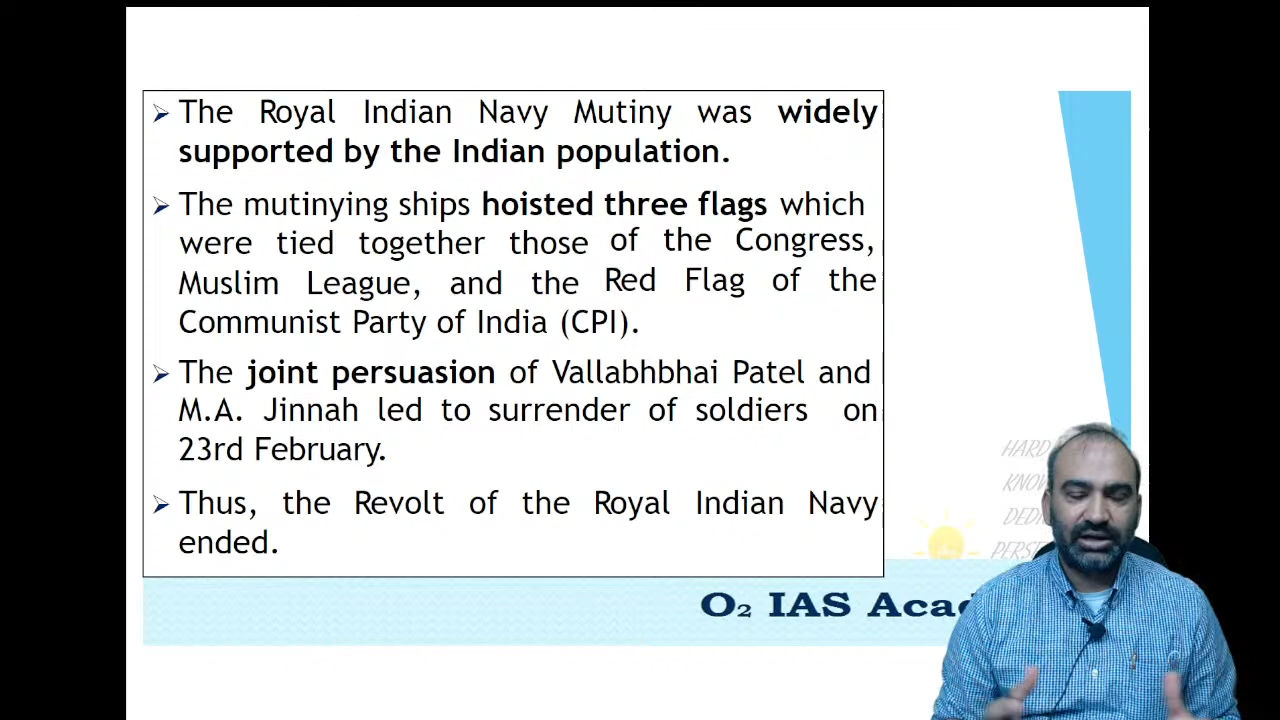 The Royal Indian Navy Mutiny was widely
supported by the Indian population.
The mutinying ships hoisted three flags which
were tied together those of the Congress,
Muslim League, and the Red Flag of the
Communist Party of India (CPI).
The joint persuasion of Vallabhbhai Patel and
M.A. Jinnah led to surrender of soldiers on
23rd February.
Thus, the Revolt of the Royal Indian Navy
ended.
HARD
O₂ IAS